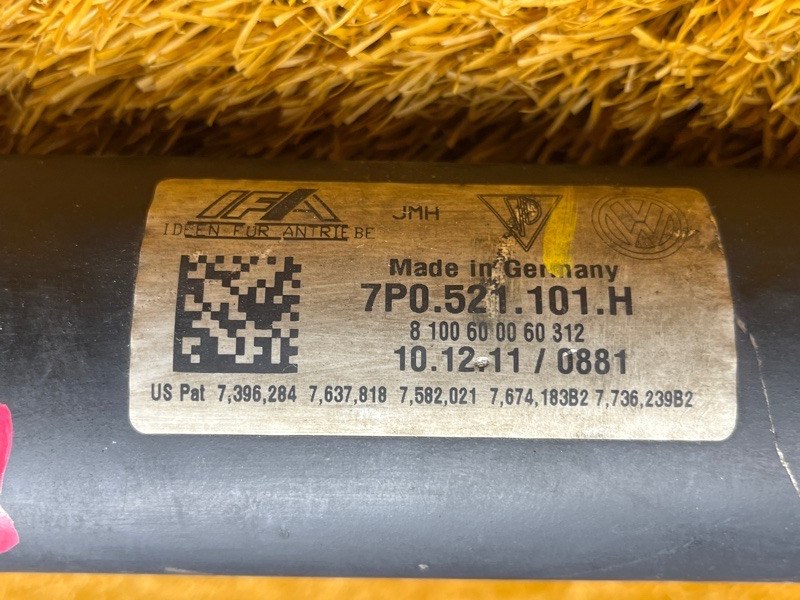 IFA
IDEEN FÜR ANTRIEBE
JMH
VW
Made in Germany
7P0.521.101.H
8 100 60 00 60 312
10.12.11 / 0881
US Pat 7,396,284 7,637,818 7,582,021 7,674,183B2 7,736,239B2